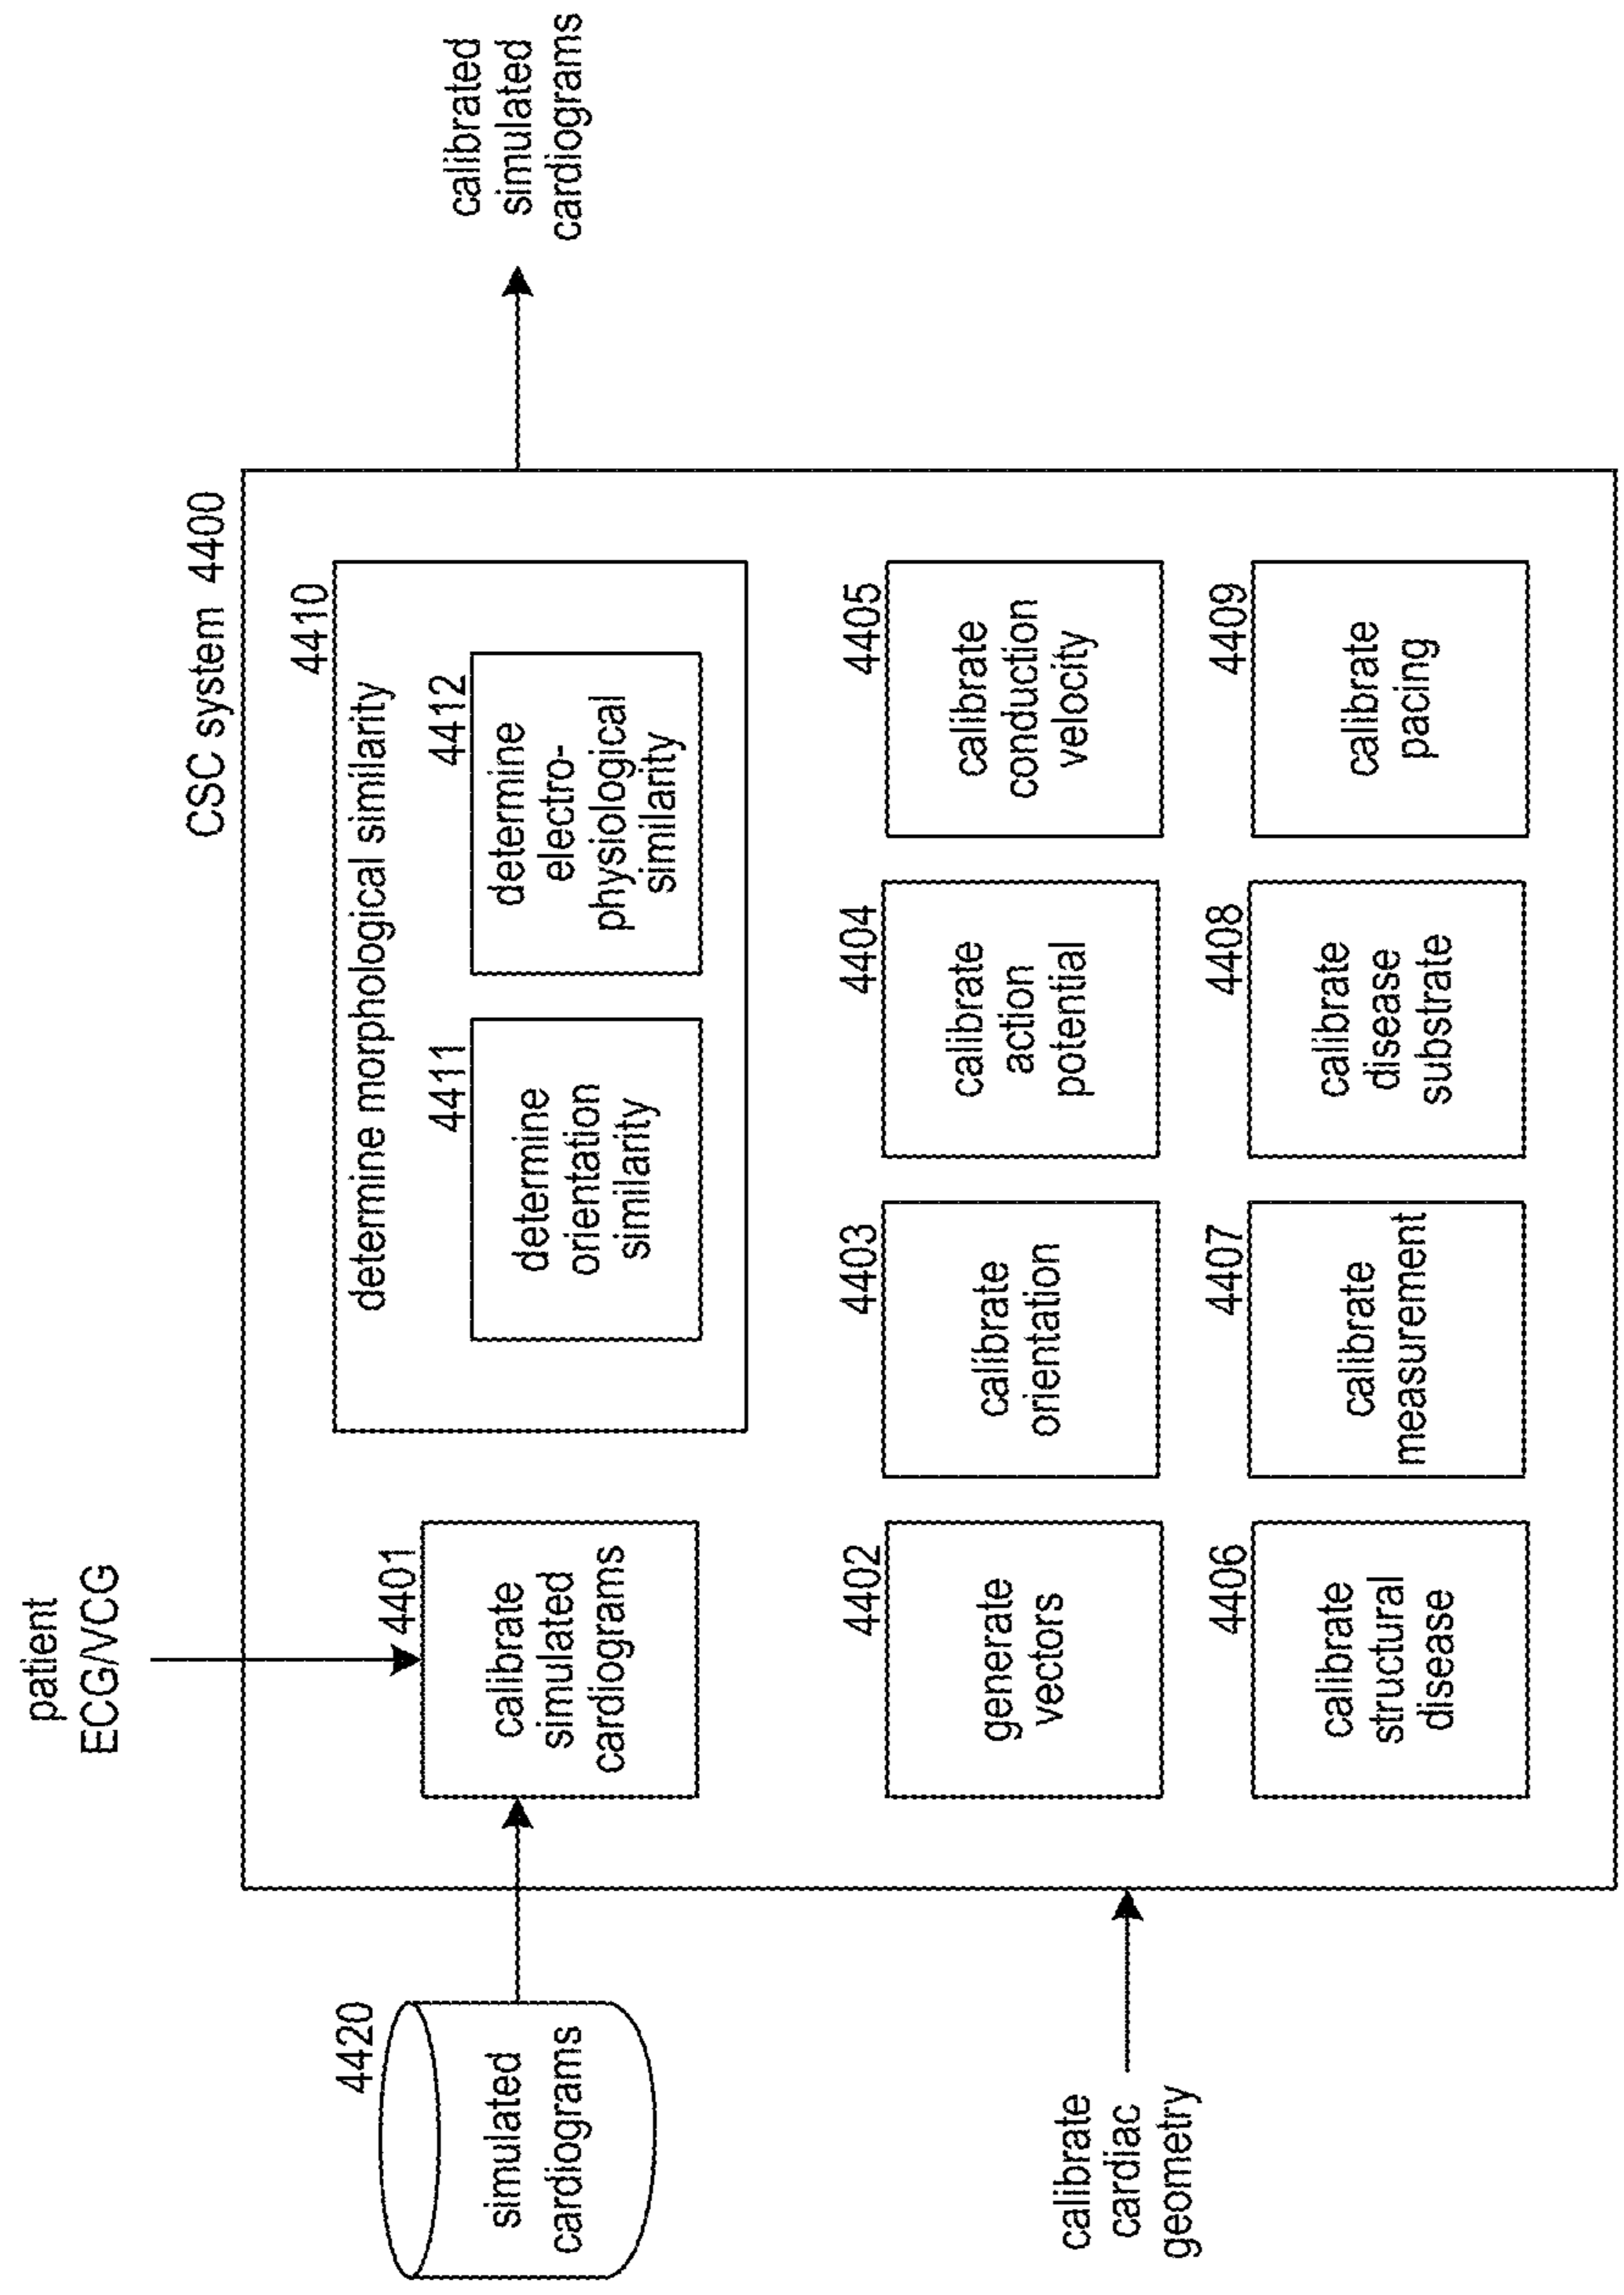 patient
ECG/VCG
CSC system 4400
4420
simulated
cardiograms
4401
calibrate
simulated
cardiograms
4410
determine morphological similarity
4411
determine
orientation
similarity
4412
determine
electro-
physiological
similarity
calibrated
simulated
cardiograms
calibrate
cardiac
geometry
4402
generate
vectors
4403
calibrate
orientation
4404
calibrate
action
potential
4405
calibrate
conduction
velocity
4406
calibrate
structural
disease
4407
calibrate
measurement
4408
calibrate
disease
substrate
4409
calibrate
pacing